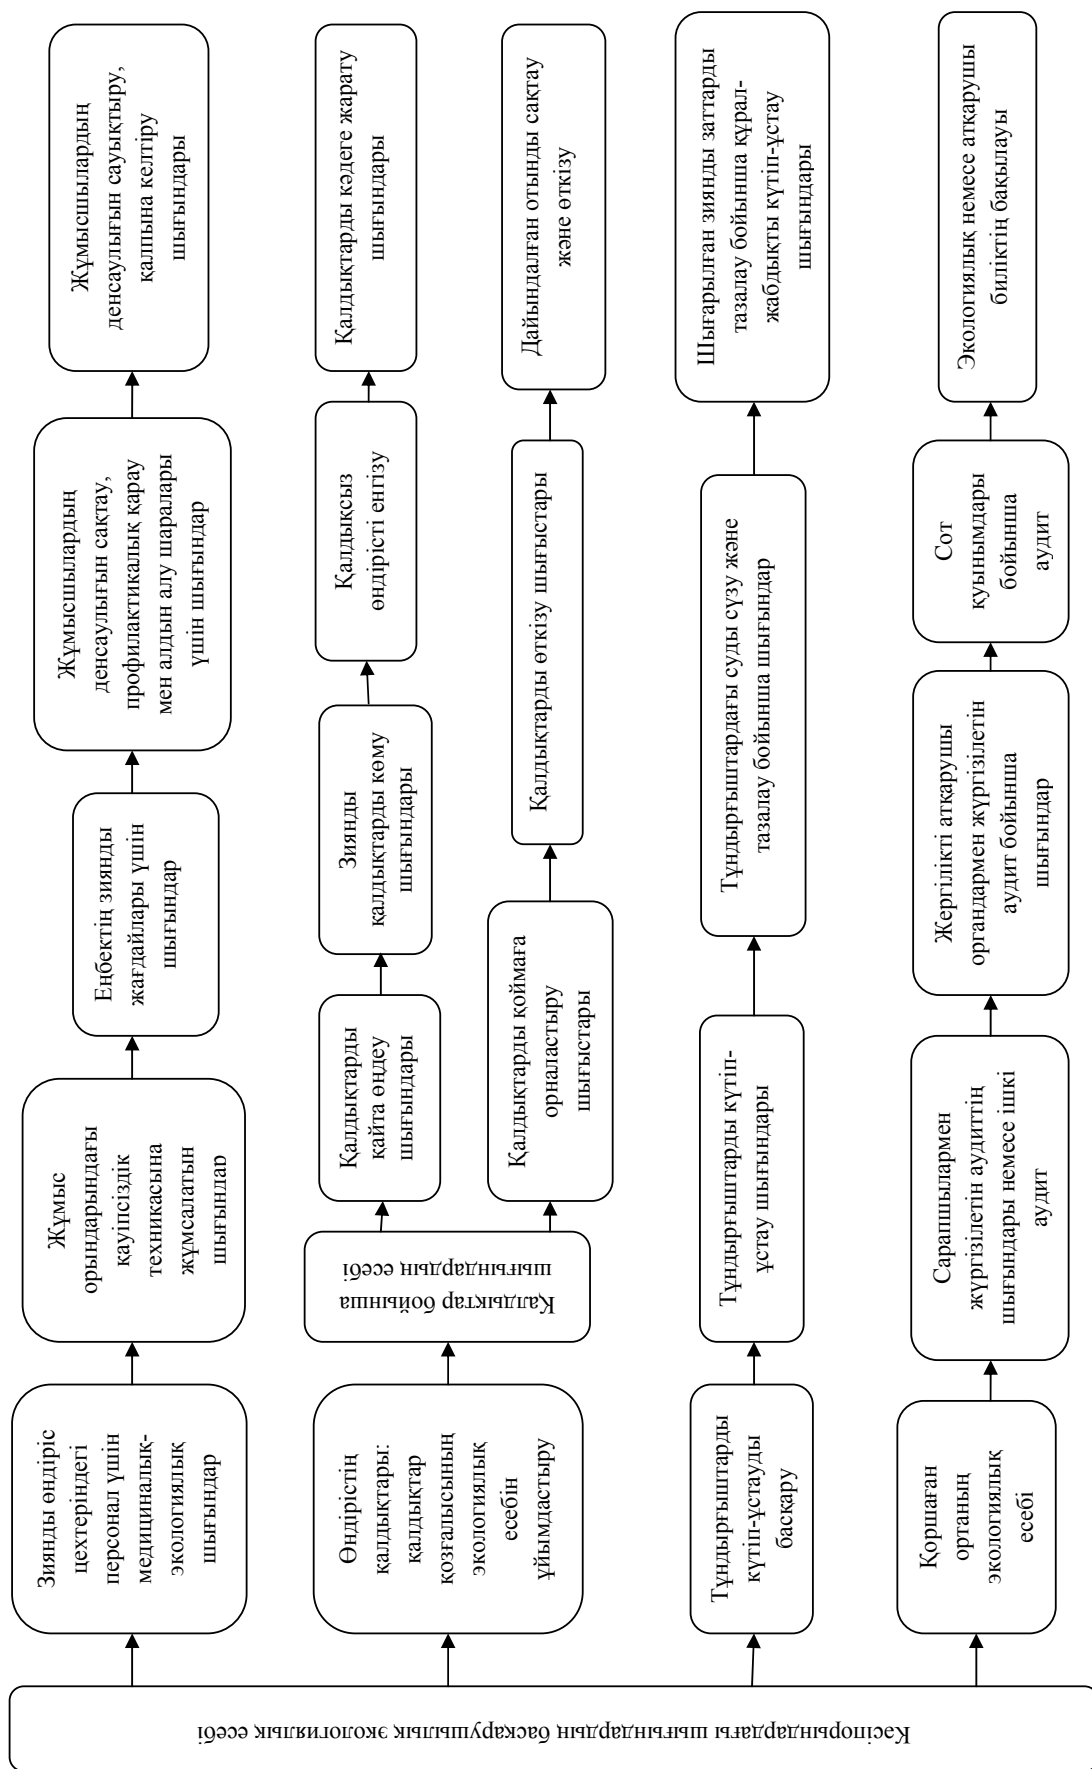 Кәсіпорындардағы шығындардың басқарушылық экологиялық есебі
Зиянды өндіріс
цехтеріндегі
персонал үшін
медициналық-
экологиялық
шығындар
Жұмыс
орындарындағы
қауіпсіздік
техникасына
жұмсалатын
шығындар
Еңбектің зиянды
жағдайлары үшін
шығындар
Жұмысшылардың
денсаулығын сақтау,
профилактикалық қарау
мен алдын алу шаралары
үшін шығындар
Жұмысшылардың
денсаулығын сауықтыру,
қалпына келтіру
шығындары
Өндірістің
қалдықтары:
қалдықтар
қозғалысының
экологиялық
есебін
ұйымдастыру
Қалдықтар бойынша
шығындардың есебі
Қалдықтарды
қайта өңдеу
шығындары
Зиянды
қалдықтарды көму
шығындары
Қалдықсыз
өндірісті енгізу
Қалдықтарды кәдеге жарату
шығындары
Қалдықтарды қоймаға
орналастыру
шығыстары
Қалдықтарды өткізу шығыстары
Дайындалған отынды сақтау
және өткізу
Тұндырғыштарды
күтіп-ұстауды
басқару
Тұндырғыштарды күтіп-
ұстау шығындары
Тұндырғыштардағы суды сүзу және
тазалау бойынша шығындар
Шығарылған зиянды заттарды
тазалау бойынша құрал-
жабдықты күтіп-ұстау
шығындары
Қоршаған
ортаның
экологиялық
есебі
Сарапшылармен
жүргізілетін аудиттің
шығындары немесе ішкі
аудит
Жергілікті атқарушы
органдармен жүргізілетін
аудит бойынша
шығындар
Сот
қуынымдары
бойынша
аудит
Экологиялық немесе атқарушы
биліктің бақылауы